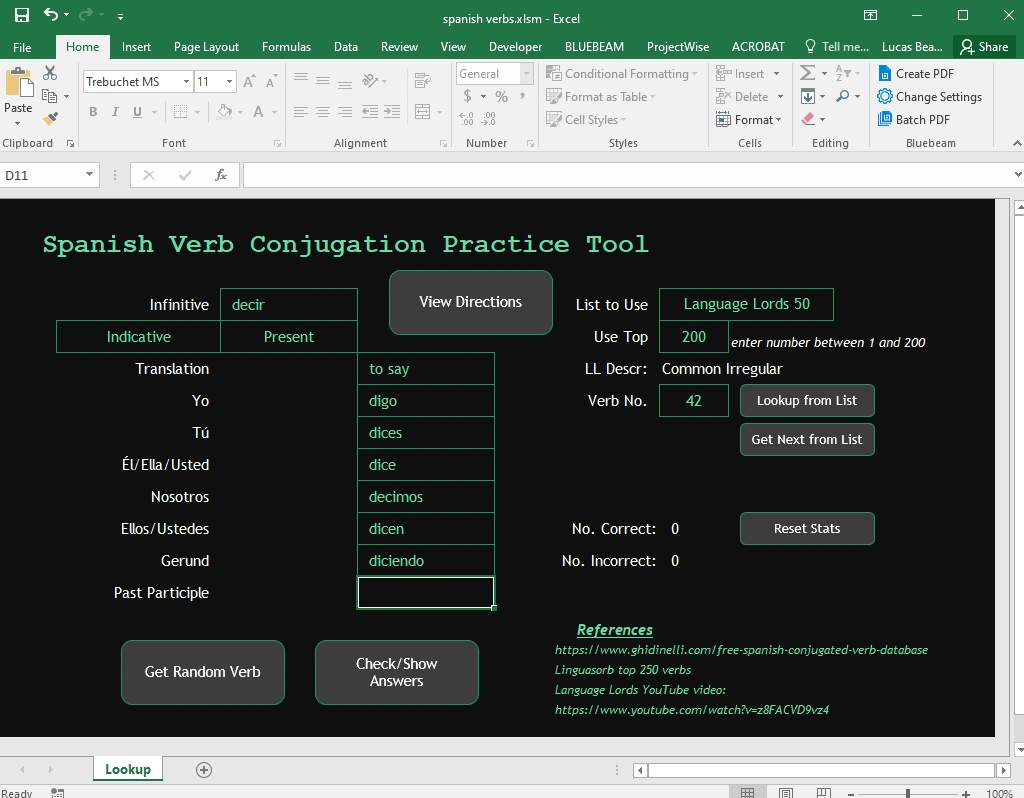 spanish verbs.xlsm - Excel
File Home Insert Page Layout Formulas Data Review View Developer BLUEBEAM ProjectWise ACROBAT Tell me... Lucas Bea... Share
Paste
Trebuchet MS 11
B I U A
General
$ % ,
Conditional Formatting
Format as Table
Cell Styles
Insert
Delete
Format
Create PDF
Change Settings
Batch PDF
Clipboard Font Alignment Number Styles Cells Editing Bluebeam
D11 fx
Spanish Verb Conjugation Practice Tool
Infinitive decir View Directions List to Use Language Lords 50
Indicative Present Use Top 200 enter number between 1 and 200
Translation to say LL Descr: Common Irregular
Yo digo Verb No. 42 Lookup from List
Tú dices Get Next from List
Él/Ella/Usted dice
Nosotros decimos
Ellos/Ustedes dicen No. Correct: 0 Reset Stats
Gerund diciendo No. Incorrect: 0
Past Participle
Get Random Verb
Check/Show
Answers
References
https://www.ghidinelli.com/free-spanish-conjugated-verb-database
Linguasorb top 250 verbs
Language Lords YouTube video:
https://www.youtube.com/watch?v=z8FACVD9vz4
Lookup
Ready 100%